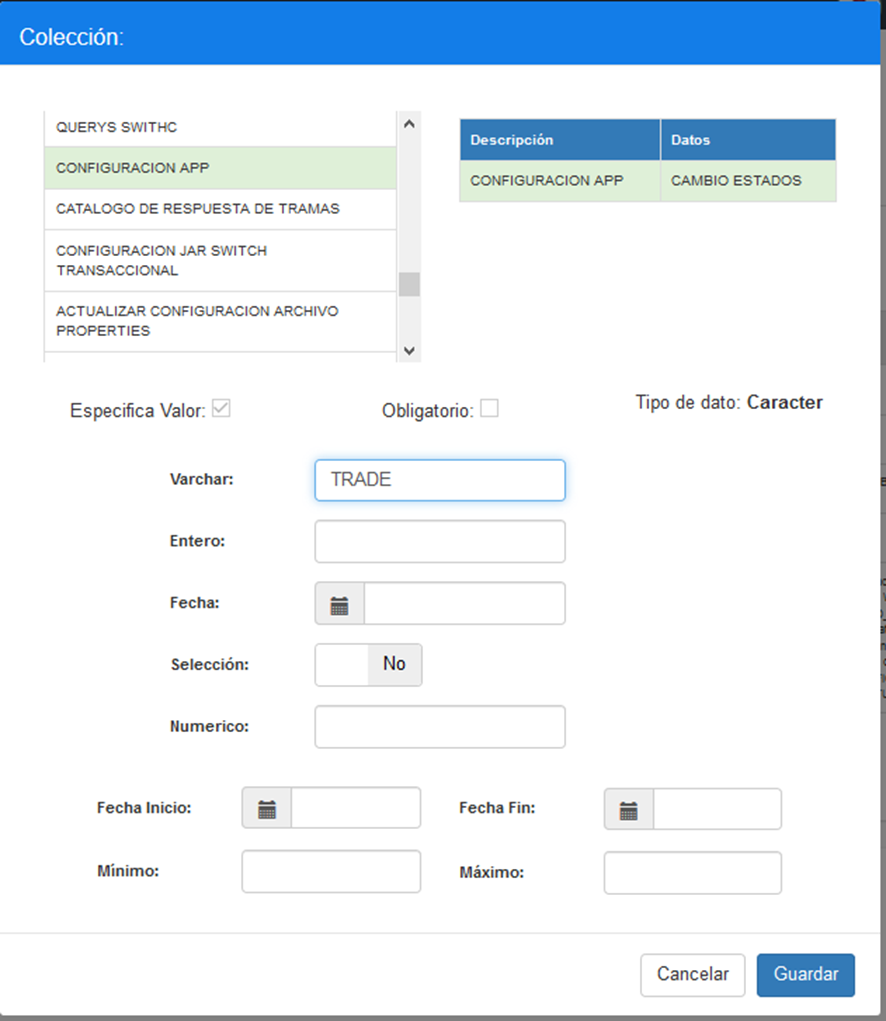 Colección:
QUERYS SWITHC
CONFIGURACION APP
CATALOGO DE RESPUESTA DE TRAMAS
CONFIGURACION JAR SWITCH
TRANSACCIONAL
ACTUALIZAR CONFIGURACION ARCHIVO
PROPERTIES
Descripción Datos
CONFIGURACION APP CAMBIO ESTADOS
Especifica Valor: Obligatorio: Tipo de dato: Caracter
Varchar: TRADE
Entero:
Fecha:
Selección: No
Numerico:
Fecha Inicio: Fecha Fin:
Mínimo: Máximo:
Cancelar Guardar